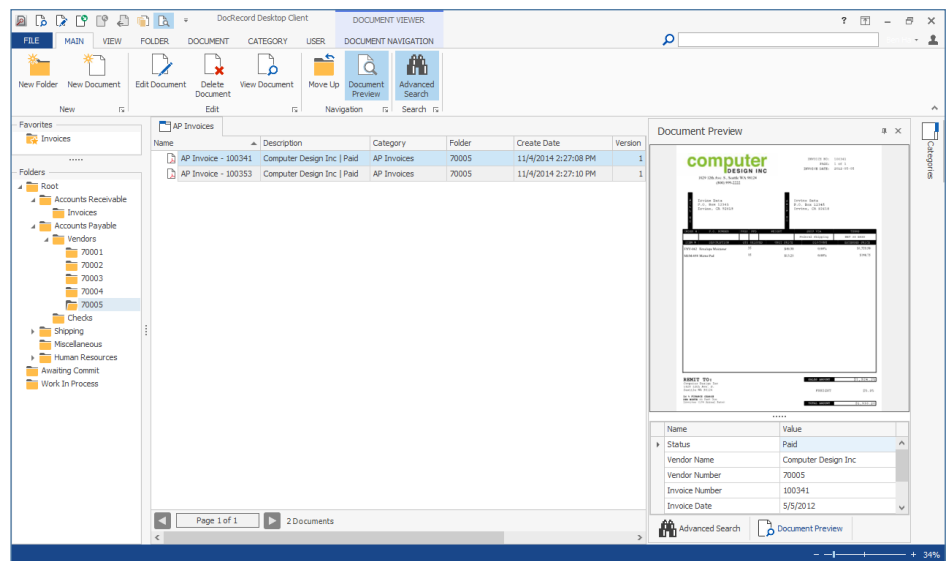 DocRecord Desktop Client
DOCUMENT VIEWER
?
FILE MAIN VIEW FOLDER DOCUMENT CATEGORY USER DOCUMENT NAVIGATION
New Folder New Document Edit Document Delete Document View Document Move Up Document Preview Advanced Search
New Edit Navigation Search
Favorites
Invoices
Folders
Root
Accounts Receivable
Invoices
Accounts Payable
Vendors
70001
70002
70003
70004
70005
Checks
Shipping
Miscellaneous
Human Resources
Awaiting Commit
Work In Process
AP Invoices
Name Description Category Folder Create Date Version
AP Invoice - 100341 Computer Design Inc | Paid AP Invoices 70005 11/4/2014 2:27:08 PM 1
AP Invoice - 100353 Computer Design Inc | Paid AP Invoices 70005 11/4/2014 2:27:10 PM 1
Page 1 of 1 2 Documents
Document Preview
computer
DESIGN INC
REMIT TO:
Name Value
Status Paid
Vendor Name Computer Design Inc
Vendor Number 70005
Invoice Number 100341
Invoice Date 5/5/2012
Advanced Search Document Preview
Categories
34%